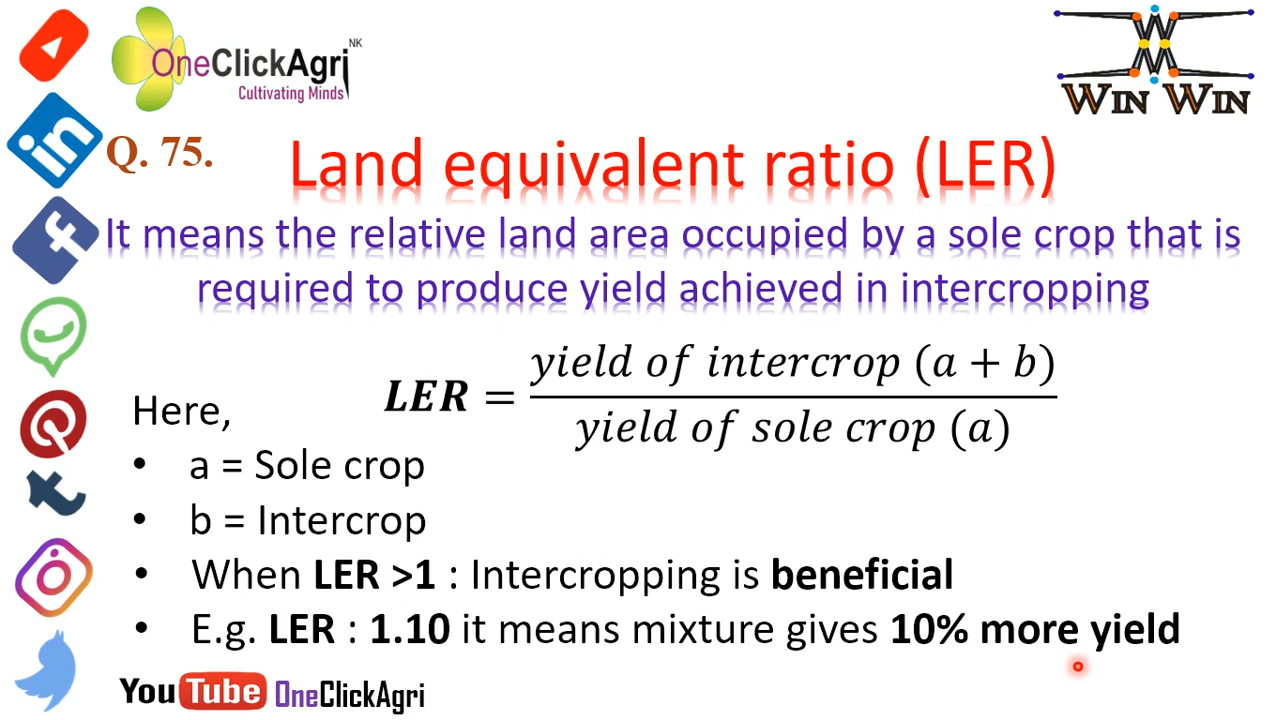 OneClickAgri NK
Cultivating Minds
WIN WIN
Q. 75.
Land equivalent ratio (LER)
It means the relative land area occupied by a sole crop that is
required to produce yield achieved in intercropping
LER = yield of intercrop (a + b) / yield of sole crop (a)
Here,
• a = Sole crop
• b = Intercrop
• When LER >1 : Intercropping is beneficial
• E.g. LER : 1.10 it means mixture gives 10% more yield
YouTube OneClickAgri